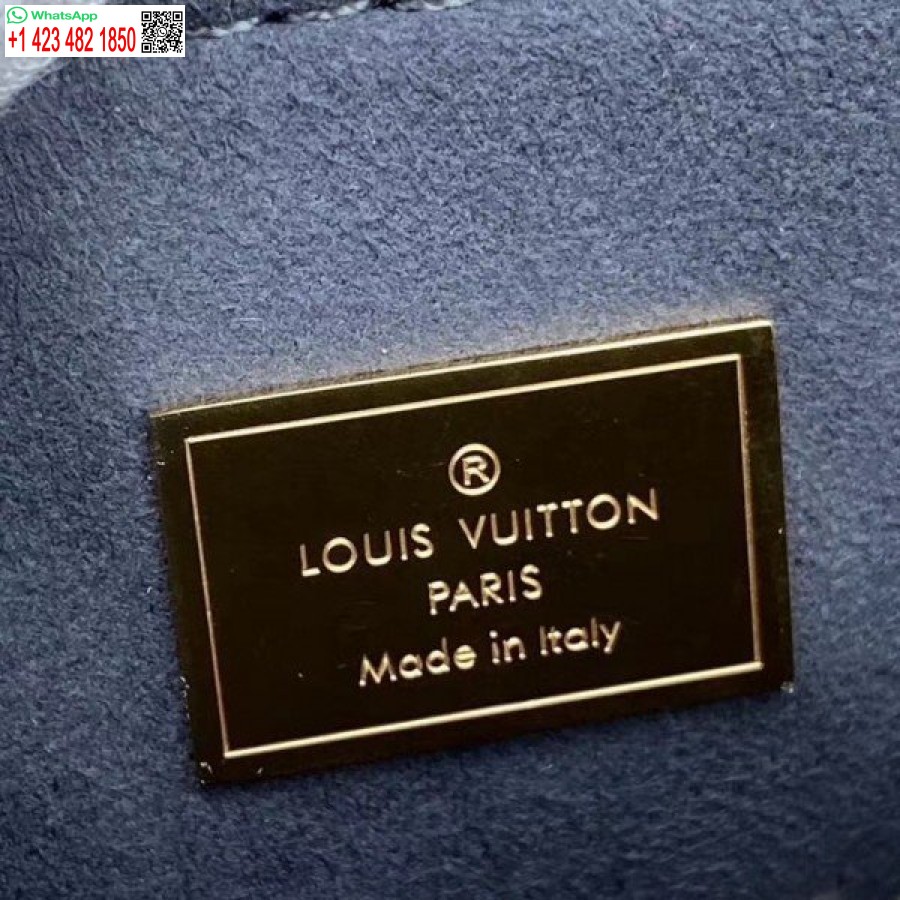 WhatsApp
+1 423 482 1850
®
LOUIS VUITTON
PARIS
Made in Italy